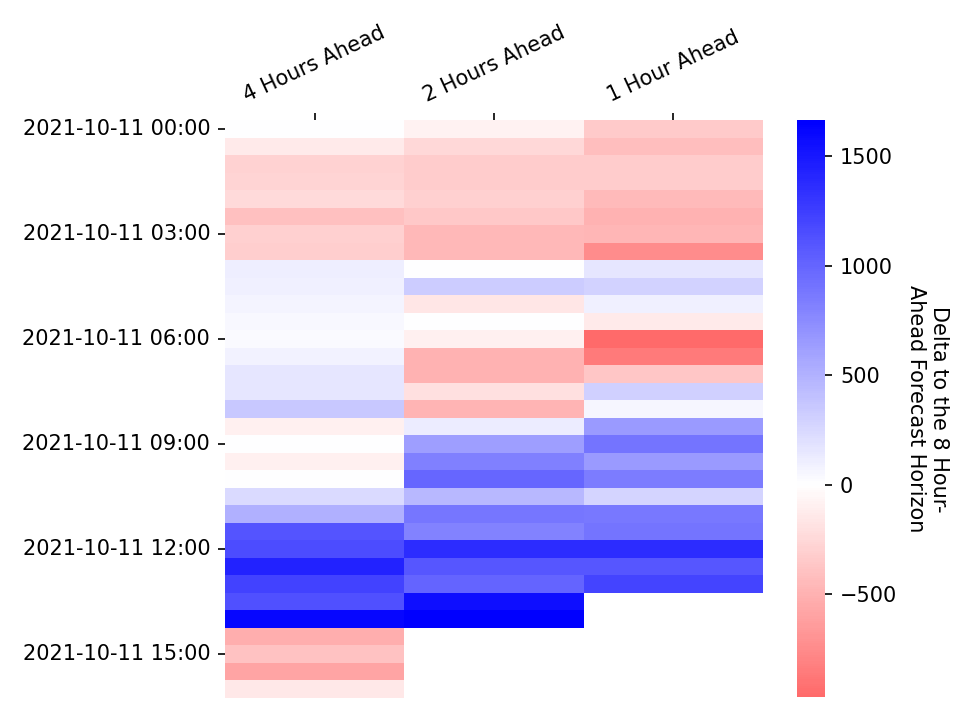 4 Hours Ahead
2 Hours Ahead
1 Hour Ahead
2021-10-11 00:00
2021-10-11 03:00
2021-10-11 06:00
2021-10-11 09:00
2021-10-11 12:00
2021-10-11 15:00
1500
1000
500
0
−500
Delta to the 8 Hour-
Ahead Forecast Horizon